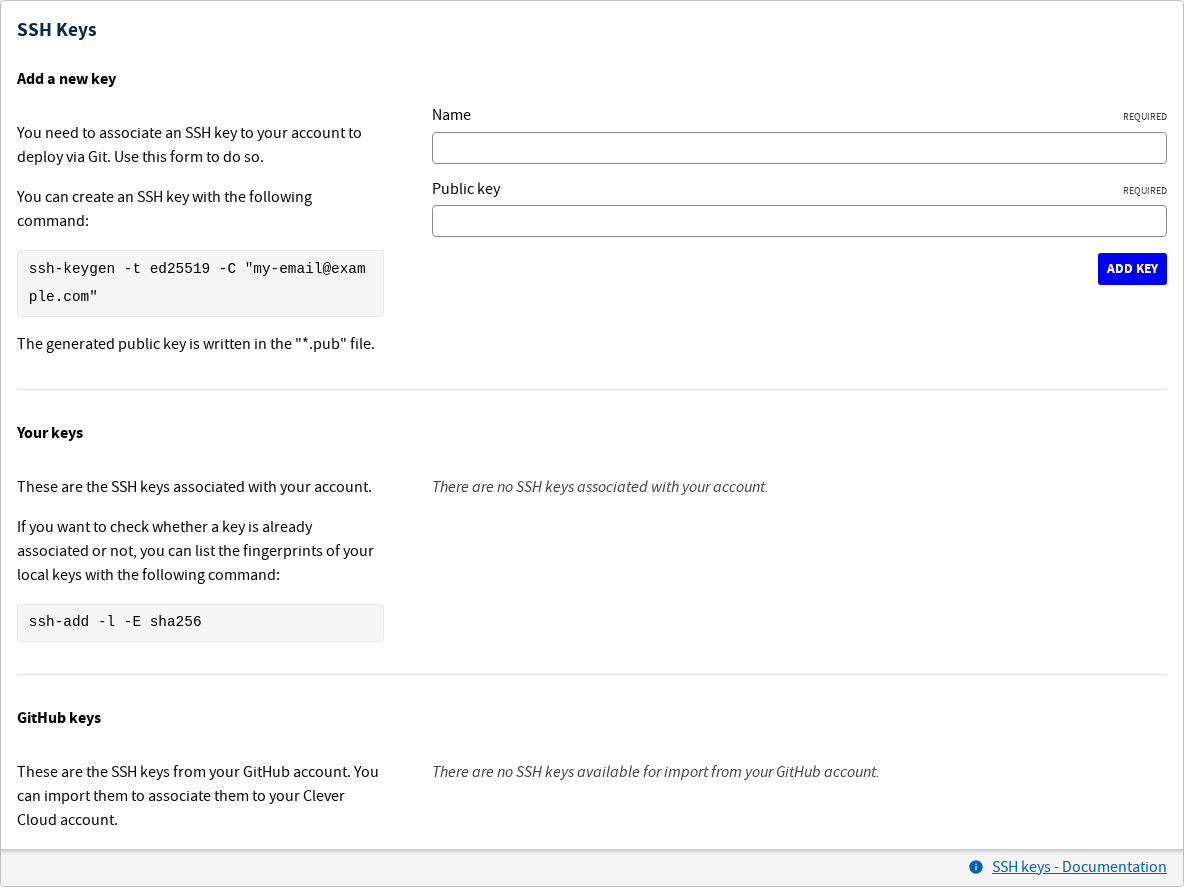 SSH Keys
Add a new key
You need to associate an SSH key to your account to
deploy via Git. Use this form to do so.
You can create an SSH key with the following
command:
ssh-keygen -t ed25519 -C "my-email@exam
ple.com"
The generated public key is written in the "*.pub" file.
Name
REQUIRED
Public key
REQUIRED
ADD KEY
Your keys
These are the SSH keys associated with your account.
If you want to check whether a key is already
associated or not, you can list the fingerprints of your
local keys with the following command:
ssh-add -l -E sha256
There are no SSH keys associated with your account.
GitHub keys
These are the SSH keys from your GitHub account. You
can import them to associate them to your Clever
Cloud account.
There are no SSH keys available for import from your GitHub account.
SSH keys - Documentation